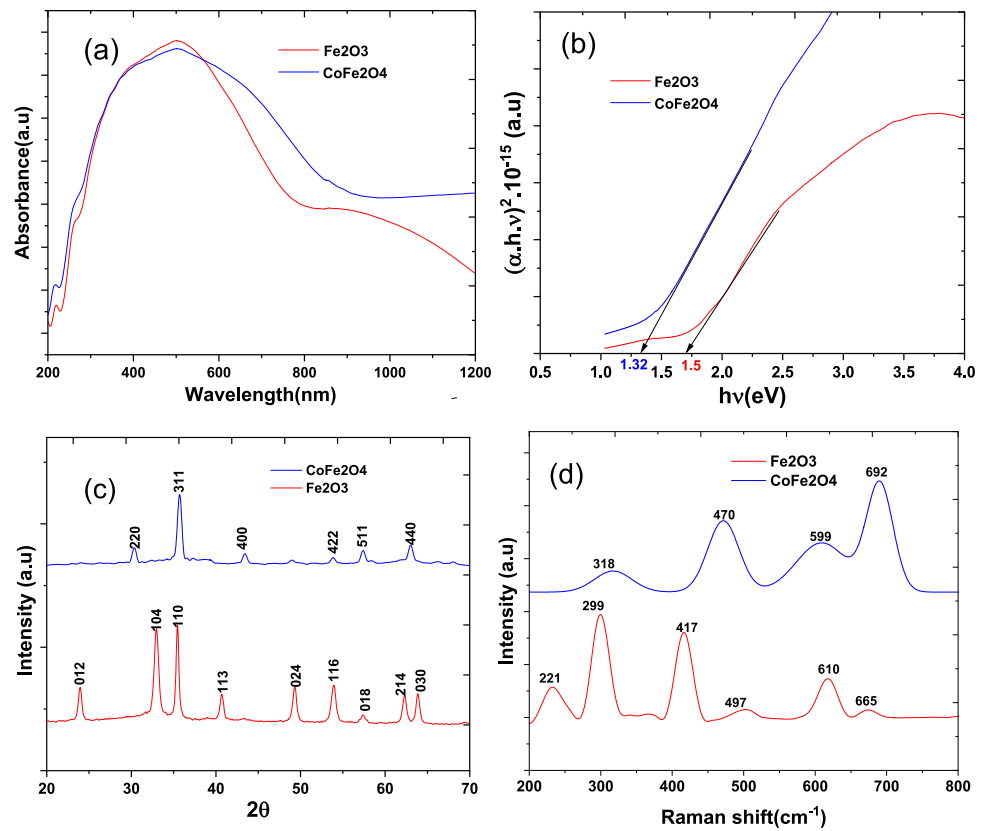 (a)
Fe2O3
CoFe2O4
Absorbance(a.u)
200 400 600 800 1000 1200
Wavelength(nm)
(b)
Fe2O3
CoFe2O4
(α.h.ν)²·10⁻¹⁵ (a.u)
1.32 1.5
0.5 1.0 1.5 2.0 2.5 3.0 3.5 4.0
hν(eV)
(c)
CoFe2O4
Fe2O3
Intensity (a.u)
220 311 400 422 511 440
012 104 110 113 024 116 018 214 030
20 30 40 50 60 70
2θ
(d)
Fe2O3
CoFe2O4
Intensity (a.u)
318 470 599 692
221 299 417 497 610 665
200 300 400 500 600 700 800
Raman shift(cm⁻¹)